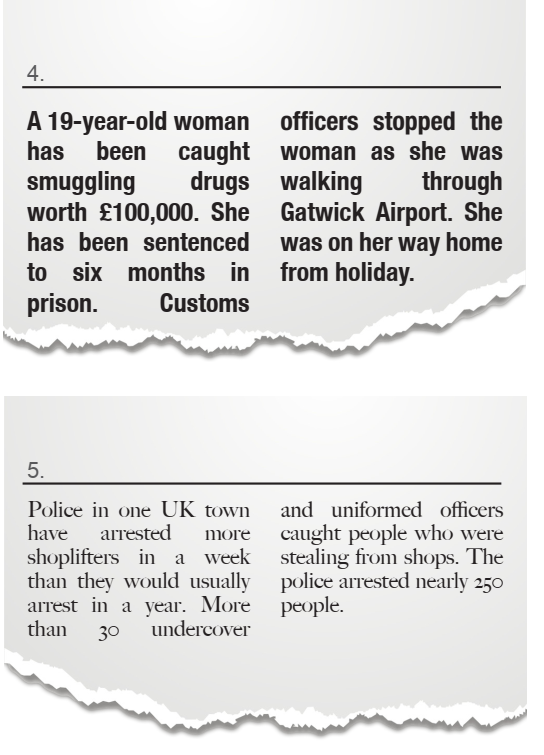 4.
A 19-year-old woman
has been caught
smuggling drugs
worth £100,000. She
has been sentenced
to six months in
prison. Customs
officers stopped the
woman as she was
walking through
Gatwick Airport. She
was on her way home
from holiday.
5.
Police in one UK town
have arrested more
shoplifters in a week
than they would usually
arrest in a year. More
than 30 undercover
and uniformed officers
caught people who were
stealing from shops. The
police arrested nearly 250
people.